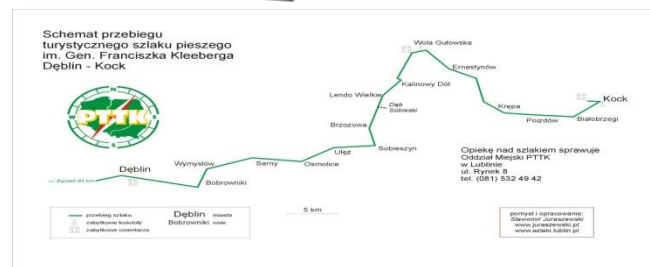 Schemat przebiegu
turystycznego szlaku pieszego
im. Gen. Franciszka Kleeberga
Dęblin - Kock
PTTK
N
S
Wola Gułowska
Ernestynów
Kalinowy Dół
Lendo Wielkie
Dąb
Sobieski
Kock
Krępa
Białobrzegi
Brzozowa
Sobieszyn
Ułęż
Osmolice
Sarny
Wymysłów
Bobrowniki
Dęblin
Opiekę nad szlakiem sprawuje
Oddział Miejski PTTK
w Lublinie
ul. Rynek 8
tel. (081) 532 49 42
5 km
przebieg szlaku
zabytkowe kościoły
zabytkowe cmentarze
Dęblin miasta
Bobrowniki wsie
pomysł i opracowanie:
Sławomir Juraszewski
www.juraszewski.pl
www.szlaki.lublin.pl